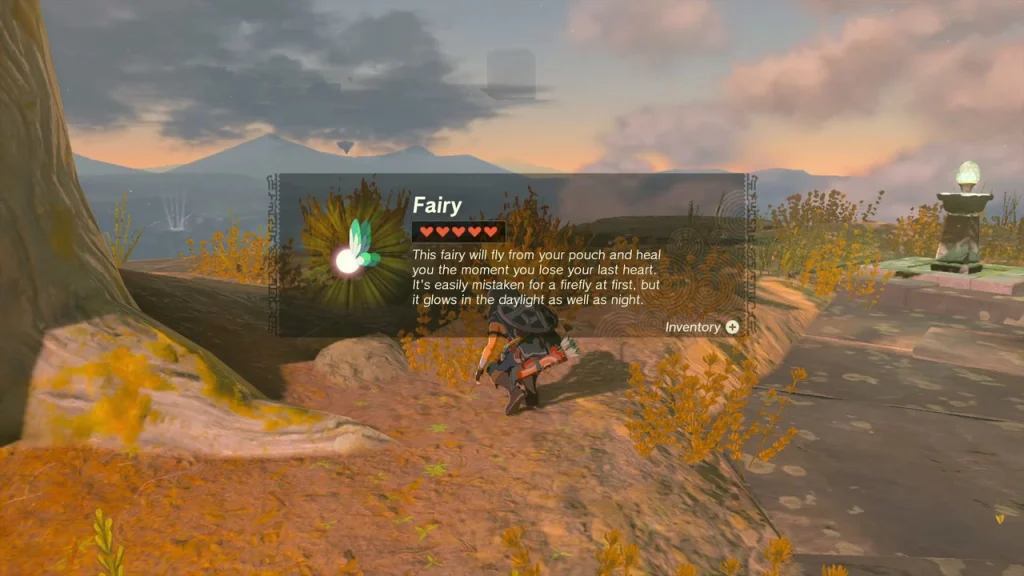 Fairy
This fairy will fly from your pouch and heal
you the moment you lose your last heart.
It's easily mistaken for a firefly at first, but
it glows in the daylight as well as night.
Inventory